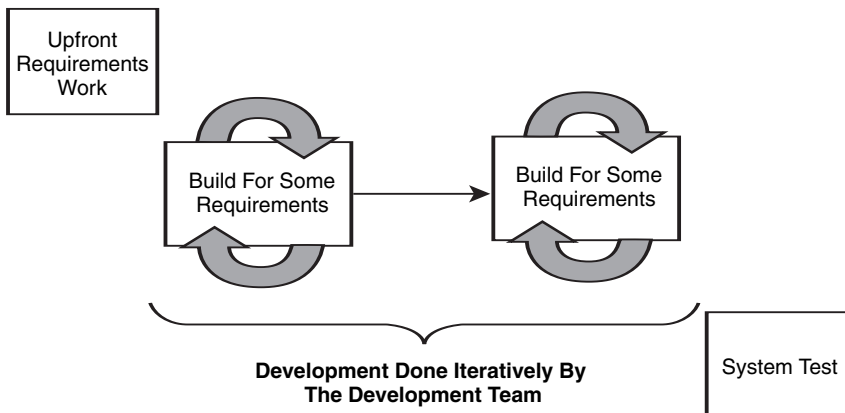 Upfront
Requirements
Work
Build For Some
Requirements
Build For Some
Requirements
Development Done Iteratively By
The Development Team
System Test